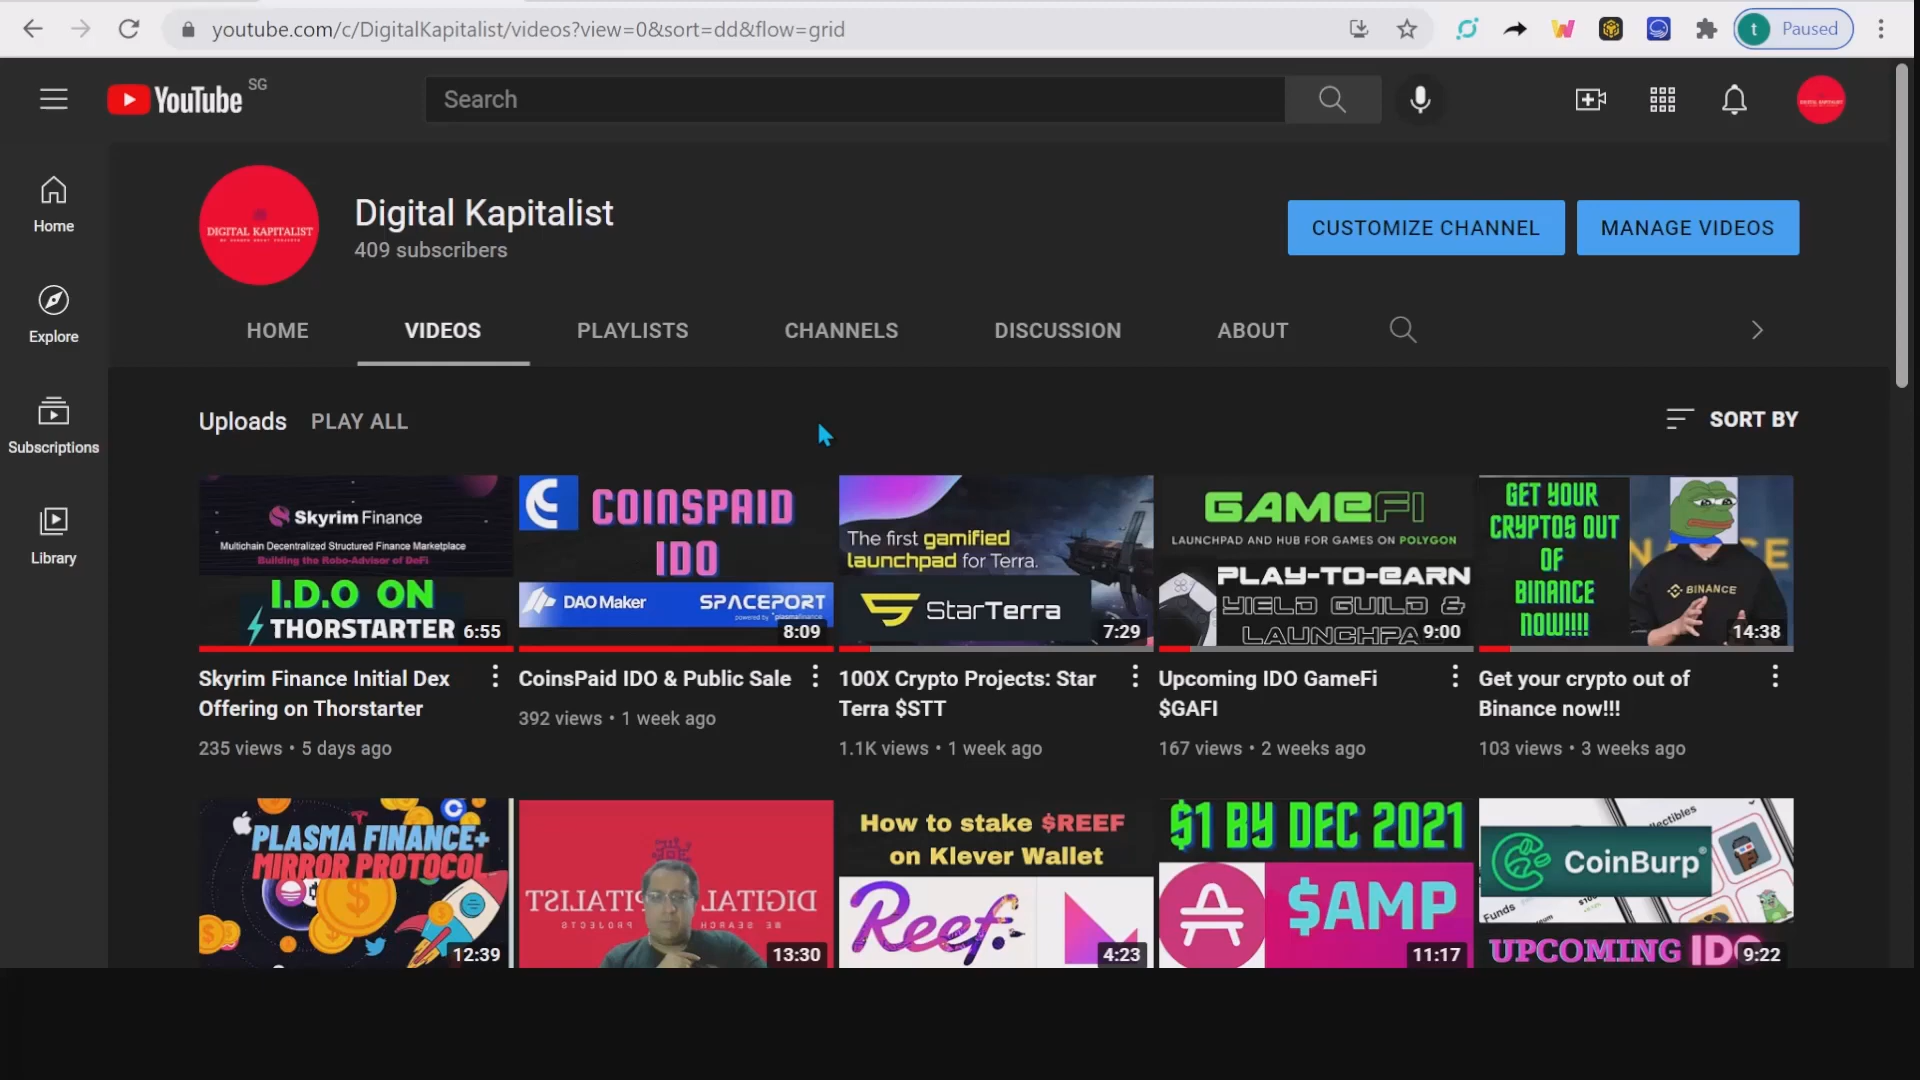 youtube.com/c/DigitalKapitalist/videos?view=0&sort=dd&flow=grid
t
Paused
YouTube
SG
Search
Home
Explore
Subscriptions
Library
DIGITAL KAPITALIST
Digital Kapitalist
409 subscribers
CUSTOMIZE CHANNEL
MANAGE VIDEOS
HOME
VIDEOS
PLAYLISTS
CHANNELS
DISCUSSION
ABOUT
Uploads
PLAY ALL
SORT BY
Skyrim Finance
Multichain Decentralized Structured Finance Marketplace
Building the Robo-Advisor of DeFi
I.D.O ON
THORSTARTER
6:55
Skyrim Finance Initial Dex
Offering on Thorstarter
235 views • 5 days ago
COINSPAID
IDO
DAO Maker
SPACEPORT
powered by plasmafinance
8:09
CoinsPaid IDO & Public Sale
392 views • 1 week ago
The first gamified
launchpad for Terra.
StarTerra
7:29
100X Crypto Projects: Star
Terra $STT
1.1K views • 1 week ago
GAMEFI
LAUNCHPAD AND HUB FOR GAMES ON POLYGON
PLAY-TO-EARN
YIELD GUILD &
LAUNCHPA
9:00
Upcoming IDO GameFi
$GAFI
167 views • 2 weeks ago
GET YOUR
CRYPTOS OUT
OF
BINANCE
NOW!!!!
BINANCE
14:38
Get your crypto out of
Binance now!!!
103 views • 3 weeks ago
PLASMA FINANCE+
MIRROR PROTOCOL
12:39
DIGITAL KAPITALIST
13:30
How to stake $REEF
on Klever Wallet
Reef.
4:23
$1 BY DEC 2021
$AMP
11:17
CoinBurp
Funds
UPCOMING IDO
9:22